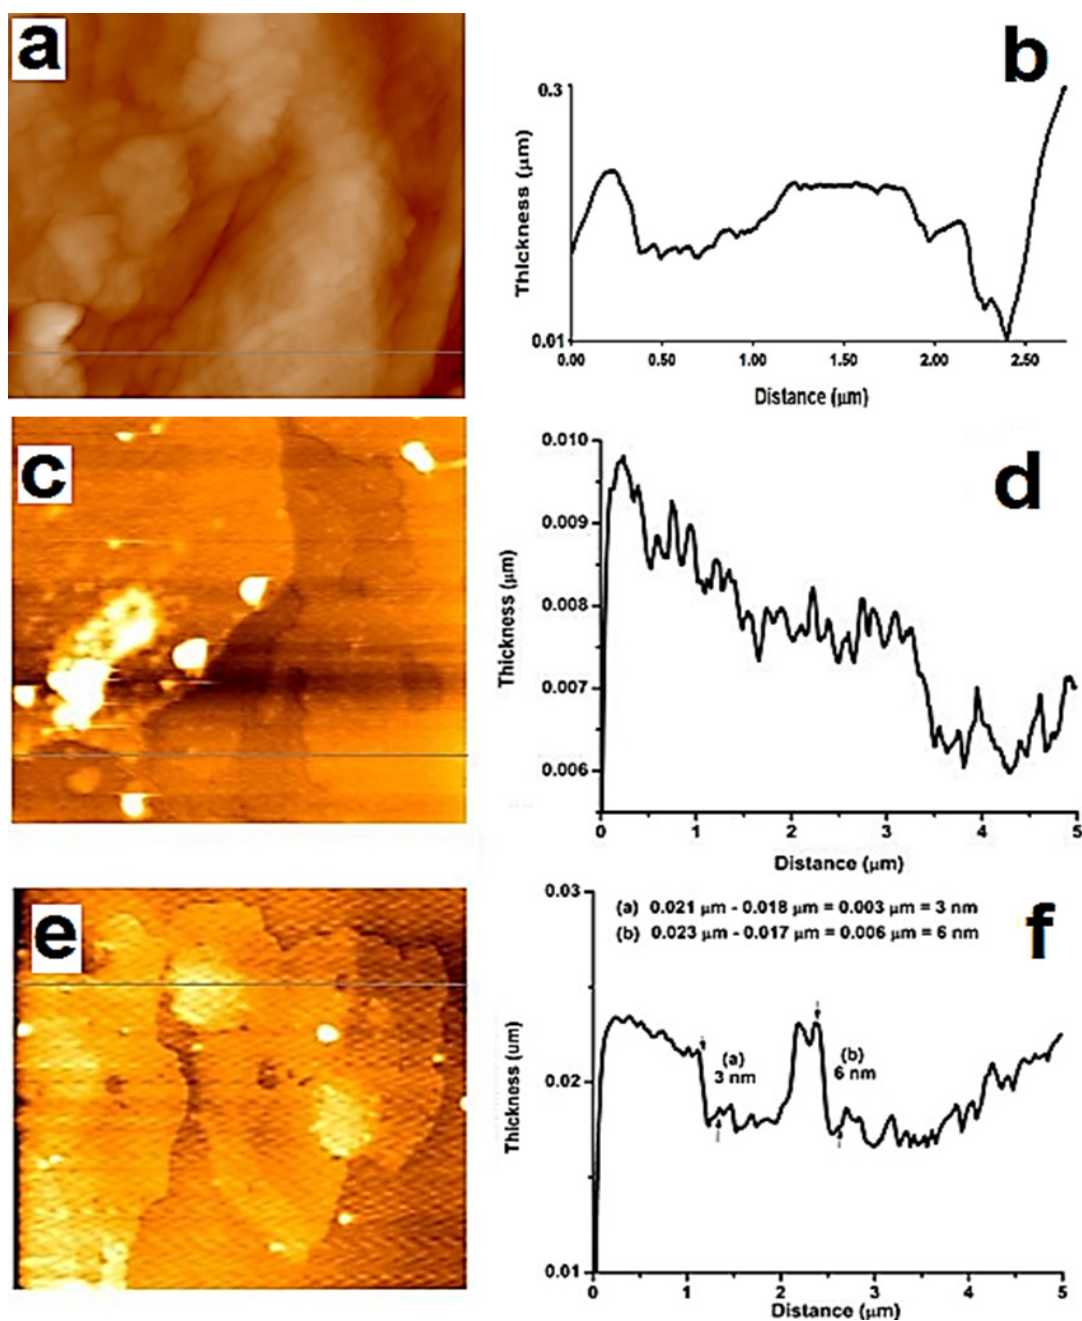 a
b
0.3
Thickness (μm)
0.01
0.00 0.50 1.00 1.50 2.00 2.50
Distance (μm)
c
d
0.010
0.009
0.008
0.007
0.006
Thickness (μm)
0 1 2 3 4 5
Distance (μm)
e
f
0.03
(a) 0.021 μm - 0.018 μm = 0.003 μm = 3 nm
(b) 0.023 μm - 0.017 μm = 0.006 μm = 6 nm
0.02
(a)
3 nm
(b)
6 nm
Thickness (um)
0.01
0 1 2 3 4 5
Distance (μm)